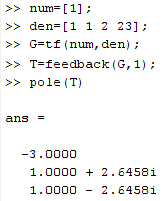 >> num=[1];
>> den=[1 1 2 23];
>> G=tf(num,den);
>> T=feedback(G,1);
>> pole(T)
ans =
-3.0000
1.0000 + 2.6458i
1.0000 - 2.6458i